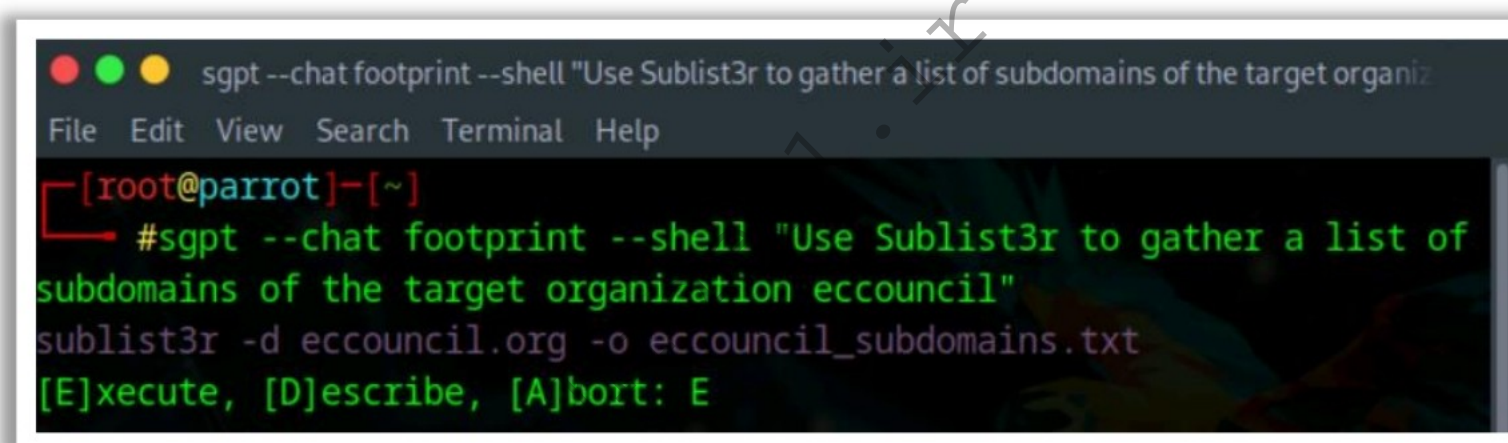 sgpt --chat footprint --shell "Use Sublist3r to gather a list of subdomains of the target organiz
File Edit View Search Terminal Help
[root@parrot]─[~]
#sgpt --chat footprint --shell "Use Sublist3r to gather a list of
subdomains of the target organization eccouncil"
sublist3r -d eccouncil.org -o eccouncil_subdomains.txt
[E]xecute, [D]escribe, [A]bort: E